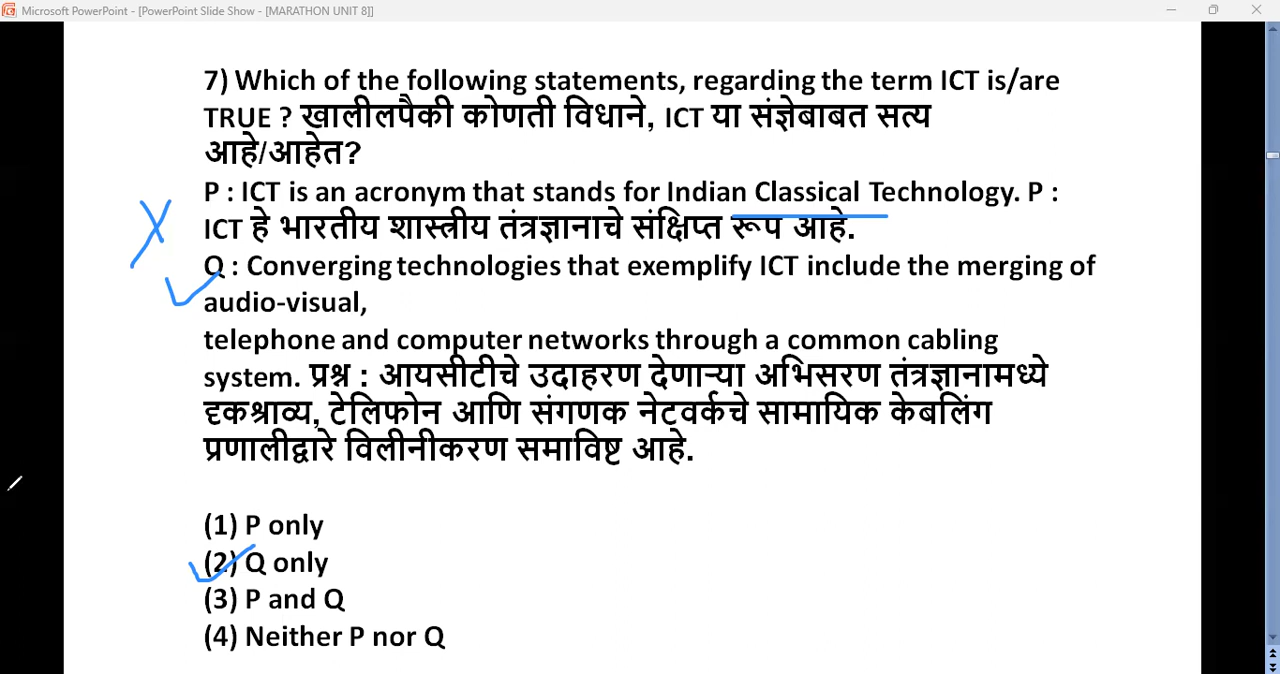 Microsoft PowerPoint - [PowerPoint Slide Show - [MARATHON UNIT 8]]
7) Which of the following statements, regarding the term ICT is/are
TRUE ? खालीलपैकी कोणती विधाने, ICT या संज्ञेबाबत सत्य
आहे/आहेत?
P : ICT is an acronym that stands for Indian Classical Technology. P :
ICT हे भारतीय शास्त्रीय तंत्रज्ञानाचे संक्षिप्त रूप आहे.
Q : Converging technologies that exemplify ICT include the merging of
audio-visual,
telephone and computer networks through a common cabling
system. प्रश्न : आयसीटीचे उदाहरण देणाऱ्या अभिसरण तंत्रज्ञानामध्ये
दृकश्राव्य, टेलिफोन आणि संगणक नेटवर्कचे सामायिक केबलिंग
प्रणालीद्वारे विलीनीकरण समाविष्ट आहे.
(1) P only
(2) Q only
(3) P and Q
(4) Neither P nor Q